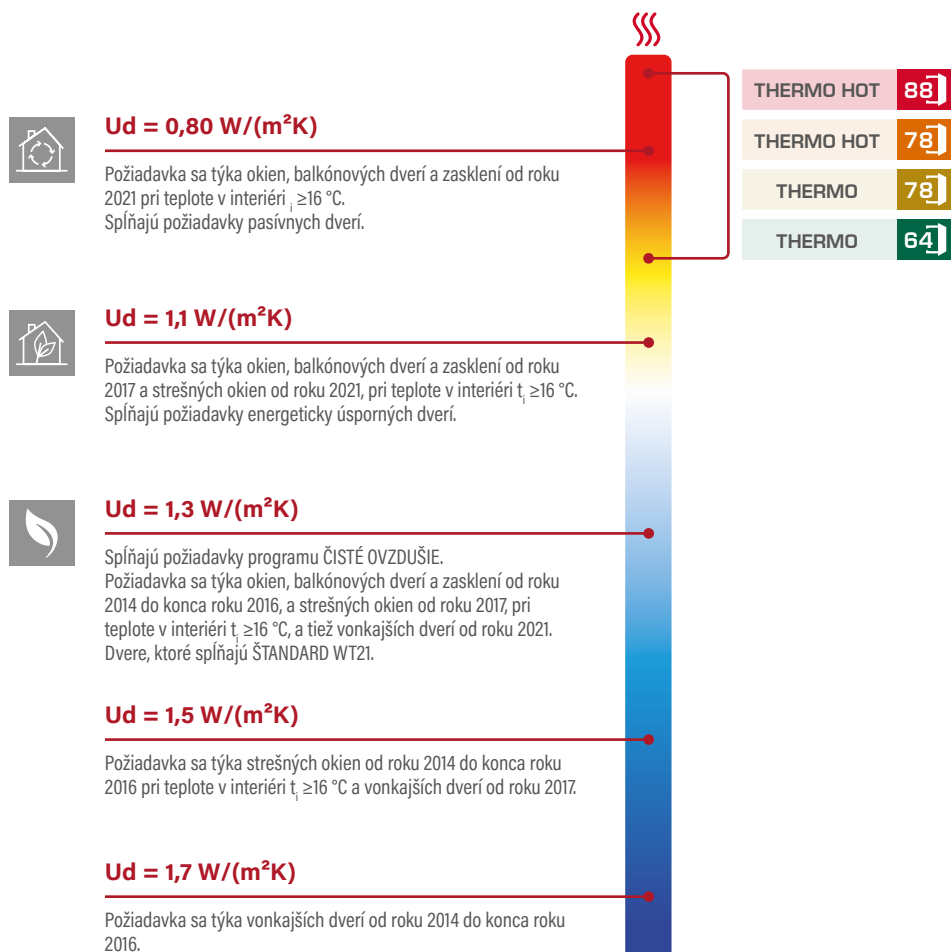 Ud = 0,80 W/(m²K)
Požiadavka sa týka okien, balkónových dverí a zasklení od roku
2021 pri teplote v interiéri ᵢ ≥16 °C.
Spĺňajú požiadavky pasívnych dverí.
THERMO HOT 88
THERMO HOT 78
THERMO 78
THERMO 64
Ud = 1,1 W/(m²K)
Požiadavka sa týka okien, balkónových dverí a zasklení od roku
2017 a strešných okien od roku 2021, pri teplote v interiéri tᵢ ≥16 °C.
Spĺňajú požiadavky energeticky úsporných dverí.
Ud = 1,3 W/(m²K)
Spĺňajú požiadavky programu ČISTÉ OVZDUŠIE.
Požiadavka sa týka okien, balkónových dverí a zasklení od roku
2014 do konca roku 2016, a strešných okien od roku 2017, pri
teplote v interiéri tᵢ ≥16 °C, a tiež vonkajších dverí od roku 2021.
Dvere, ktoré spĺňajú ŠTANDARD WT21.
Ud = 1,5 W/(m²K)
Požiadavka sa týka strešných okien od roku 2014 do konca roku
2016 pri teplote v interiéri tᵢ ≥16 °C a vonkajších dverí od roku 2017.
Ud = 1,7 W/(m²K)
Požiadavka sa týka vonkajších dverí od roku 2014 do konca roku
2016.